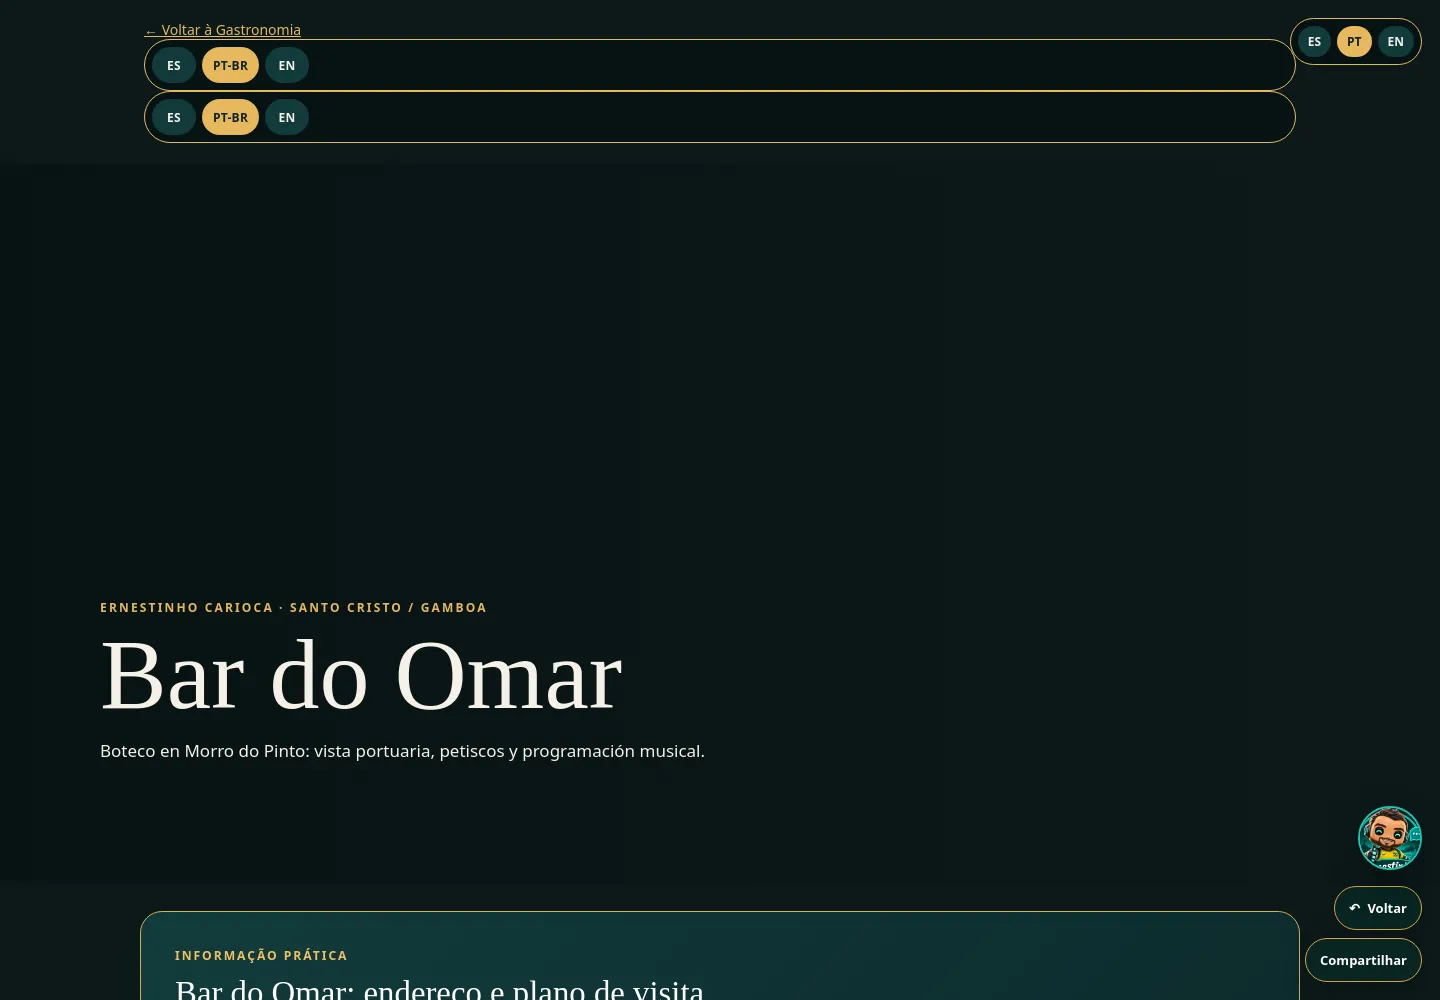 ← Voltar à Gastronomia
ES PT EN
ES PT-BR EN
ES PT-BR EN
ERNESTINHO CARIOCA · SANTO CRISTO / GAMBOA
Bar do Omar
Boteco en Morro do Pinto: vista portuaria, petiscos y programación musical.
↶ Voltar
INFORMAÇÃO PRÁTICA
Compartilhar
Bar do Omar: endereço e plano de visita